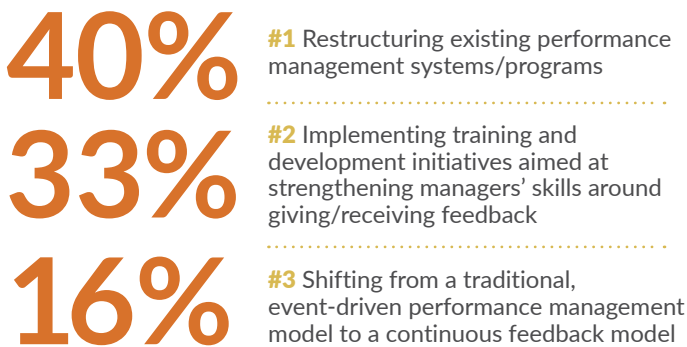 40%
#1 Restructuring existing performance
management systems/programs
33%
#2 Implementing training and
development initiatives aimed at
strengthening managers’ skills around
giving/receiving feedback
16%
#3 Shifting from a traditional,
event-driven performance management
model to a continuous feedback model